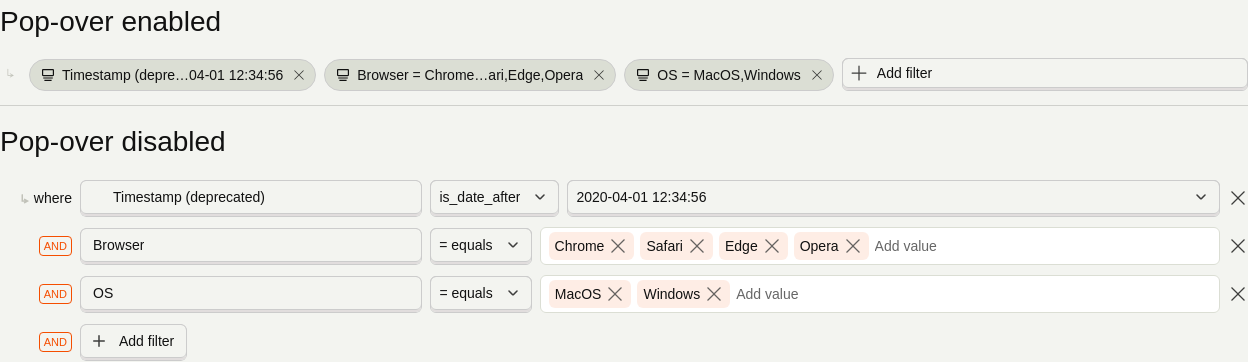 Pop-over enabled
Timestamp (depre…04-01 12:34:56 Browser = Chrome…ari,Edge,Opera OS = MacOS,Windows Add filter
Pop-over disabled
where Timestamp (deprecated) is_date_after 2020-04-01 12:34:56
AND Browser = equals Chrome Safari Edge Opera Add value
AND OS = equals MacOS Windows Add value
AND Add filter